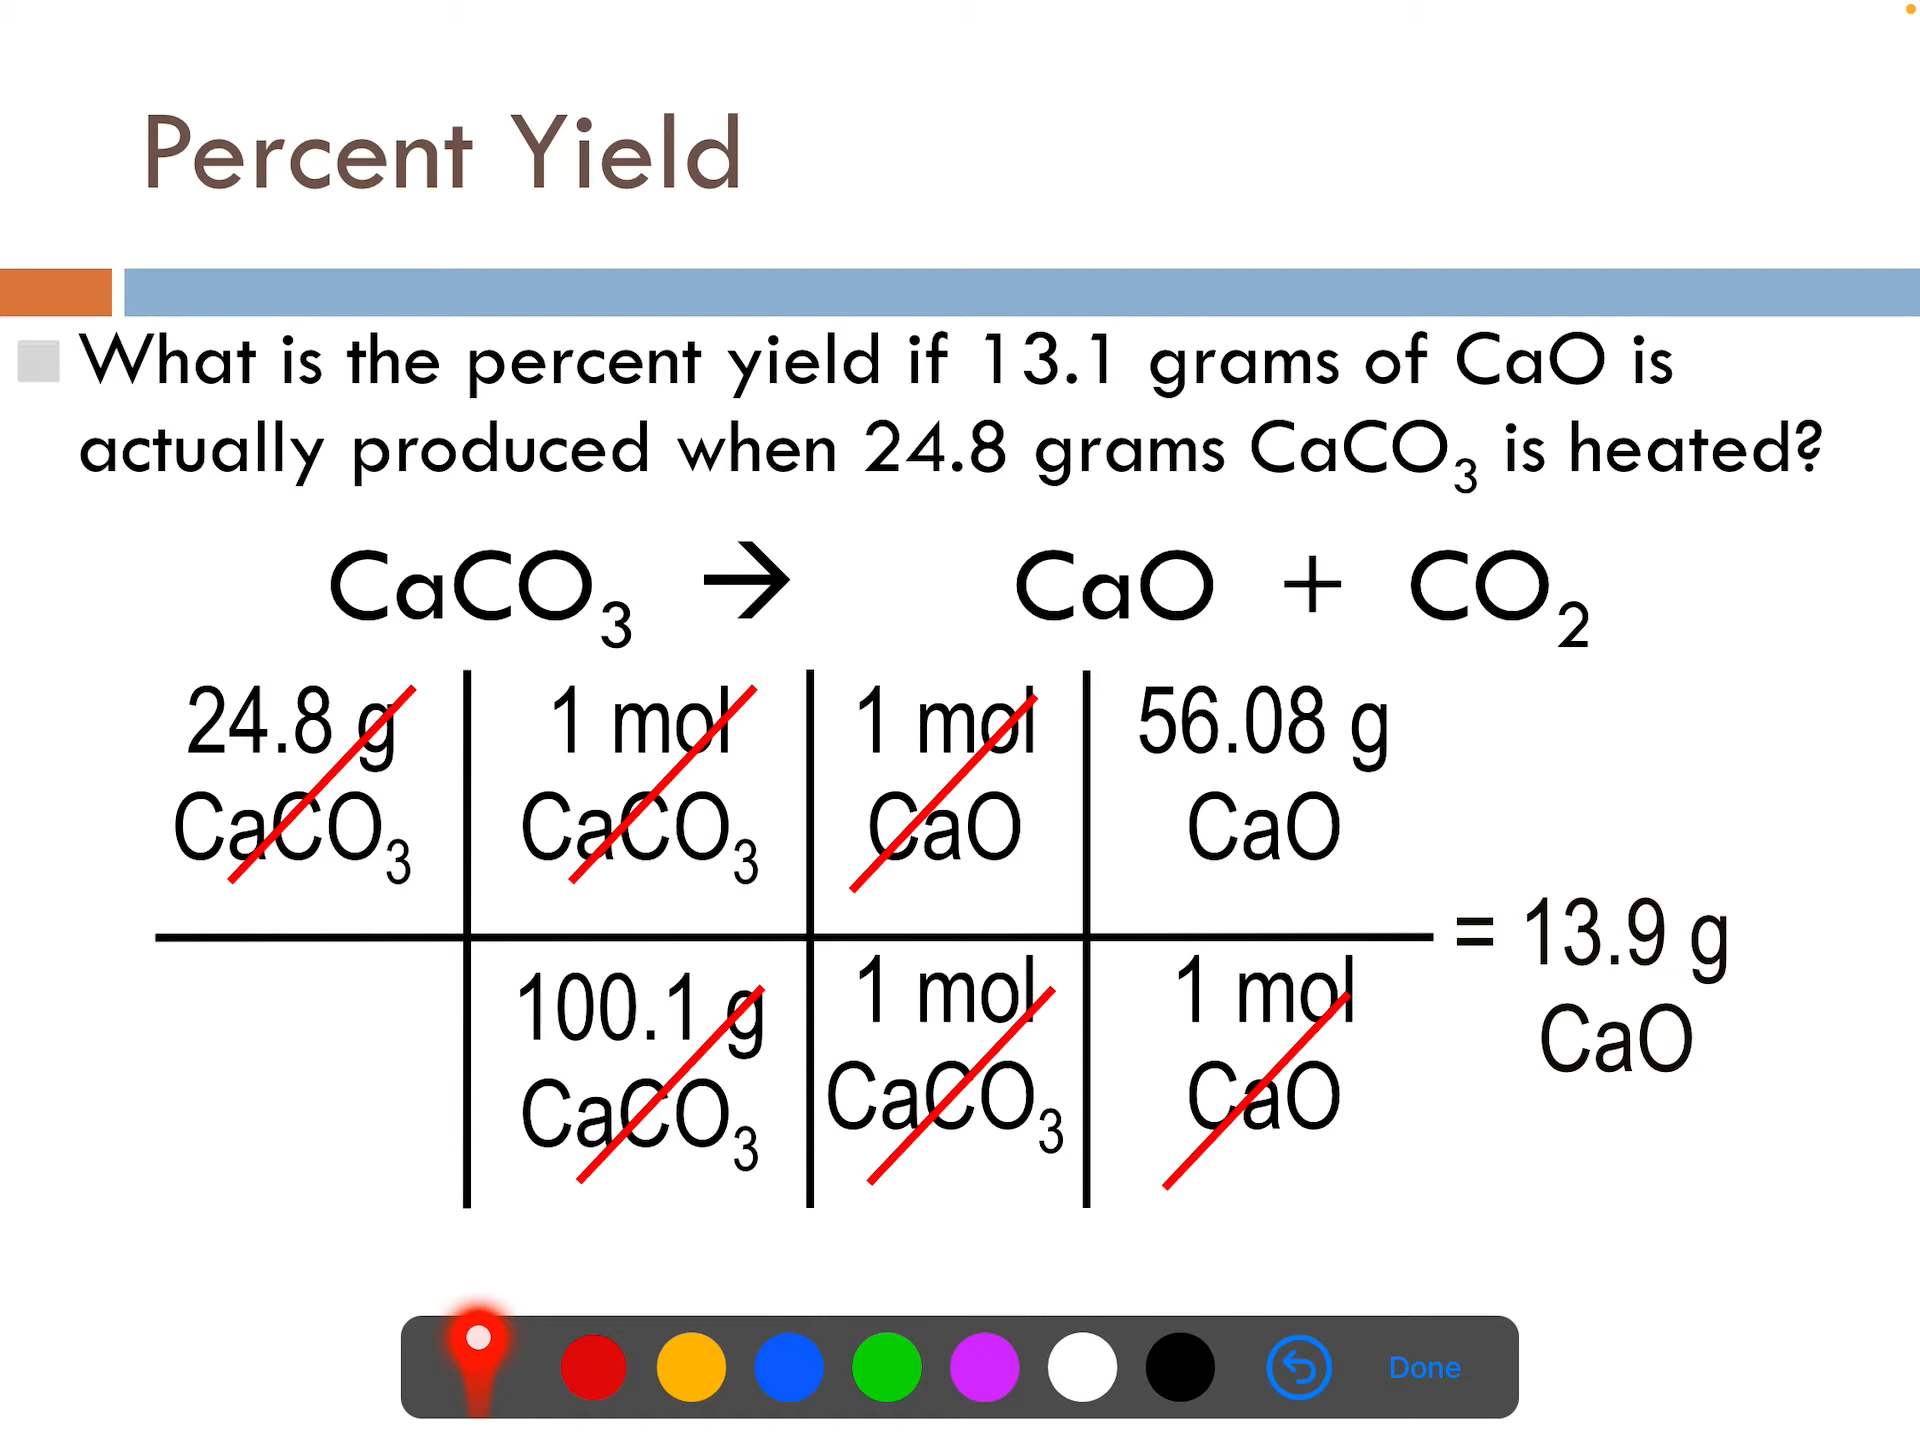 Percent Yield
What is the percent yield if 13.1 grams of CaO is
actually produced when 24.8 grams CaCO₃ is heated?
CaCO₃ → CaO + CO₂
24.8 g 1 mol 1 mol 56.08 g
CaCO₃ CaCO₃ CaO CaO
= 13.9 g
CaO
100.1 g 1 mol 1 mol
CaCO₃ CaCO₃ CaO
Done